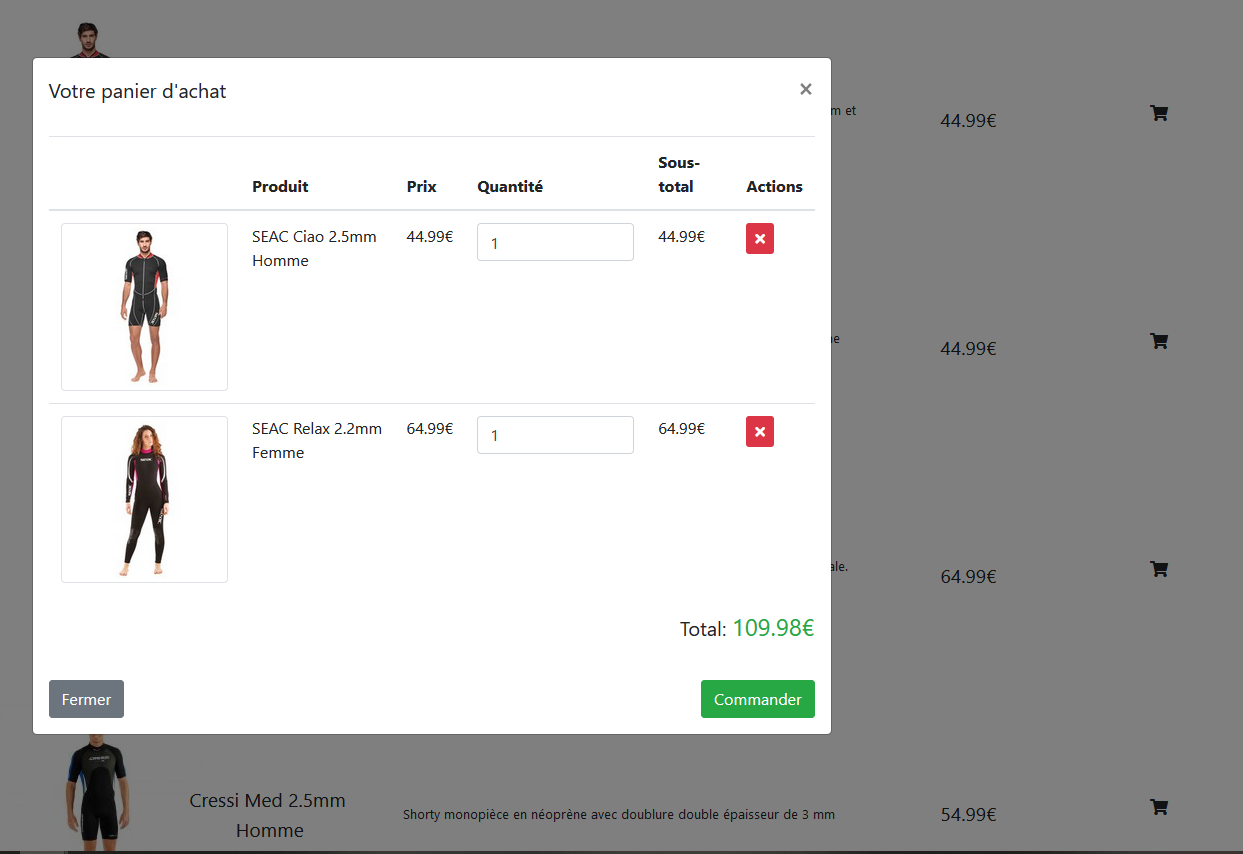 Votre panier d'achat
×
m et
44.99€
Produit Prix Quantité Sous-total Actions
SEAC Ciao 2.5mm Homme 44.99€ 1 44.99€
44.99€
SEAC Relax 2.2mm Femme 64.99€ 1 64.99€
ale.
64.99€
Total: 109.98€
Fermer Commander
Cressi Med 2.5mm
Homme
Shorty monopièce en néoprène avec doublure double épaisseur de 3 mm
54.99€